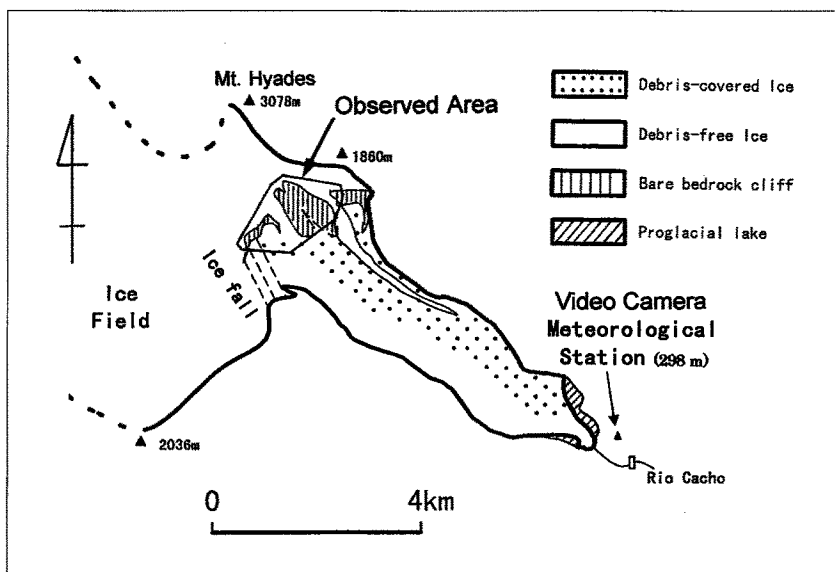 Mt. Hyades
3078m
Observed Area
1860m
Debris-covered Ice
Debris-free Ice
Bare bedrock cliff
Proglacial lake
Ice fall
Ice
Field
Video Camera
Meteorological
Station (298 m)
2036m
Rio Cacho
0
4km